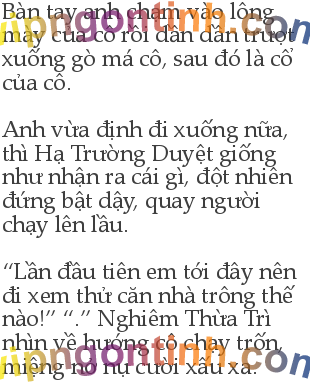 Bàn tay anh chạm vào lông
mày của cô rồi dần dần trượt
xuống gò má cô, sau đó là cổ
của cô.
Anh vừa định đi xuống nữa,
thì Hạ Trường Duyệt giống
như nhận ra cái gì, đột nhiên
đứng bật dậy, quay người
chạy lên lầu.
“Lần đầu tiên em tới đây nên
đi xem thử căn nhà trông thế
nào!” “.” Nghiêm Thừa Trì
nhìn về hướng cô chạy trốn,
miệng nở nụ cười xấu xa.
vipngontinh.com
vipngontinh.com